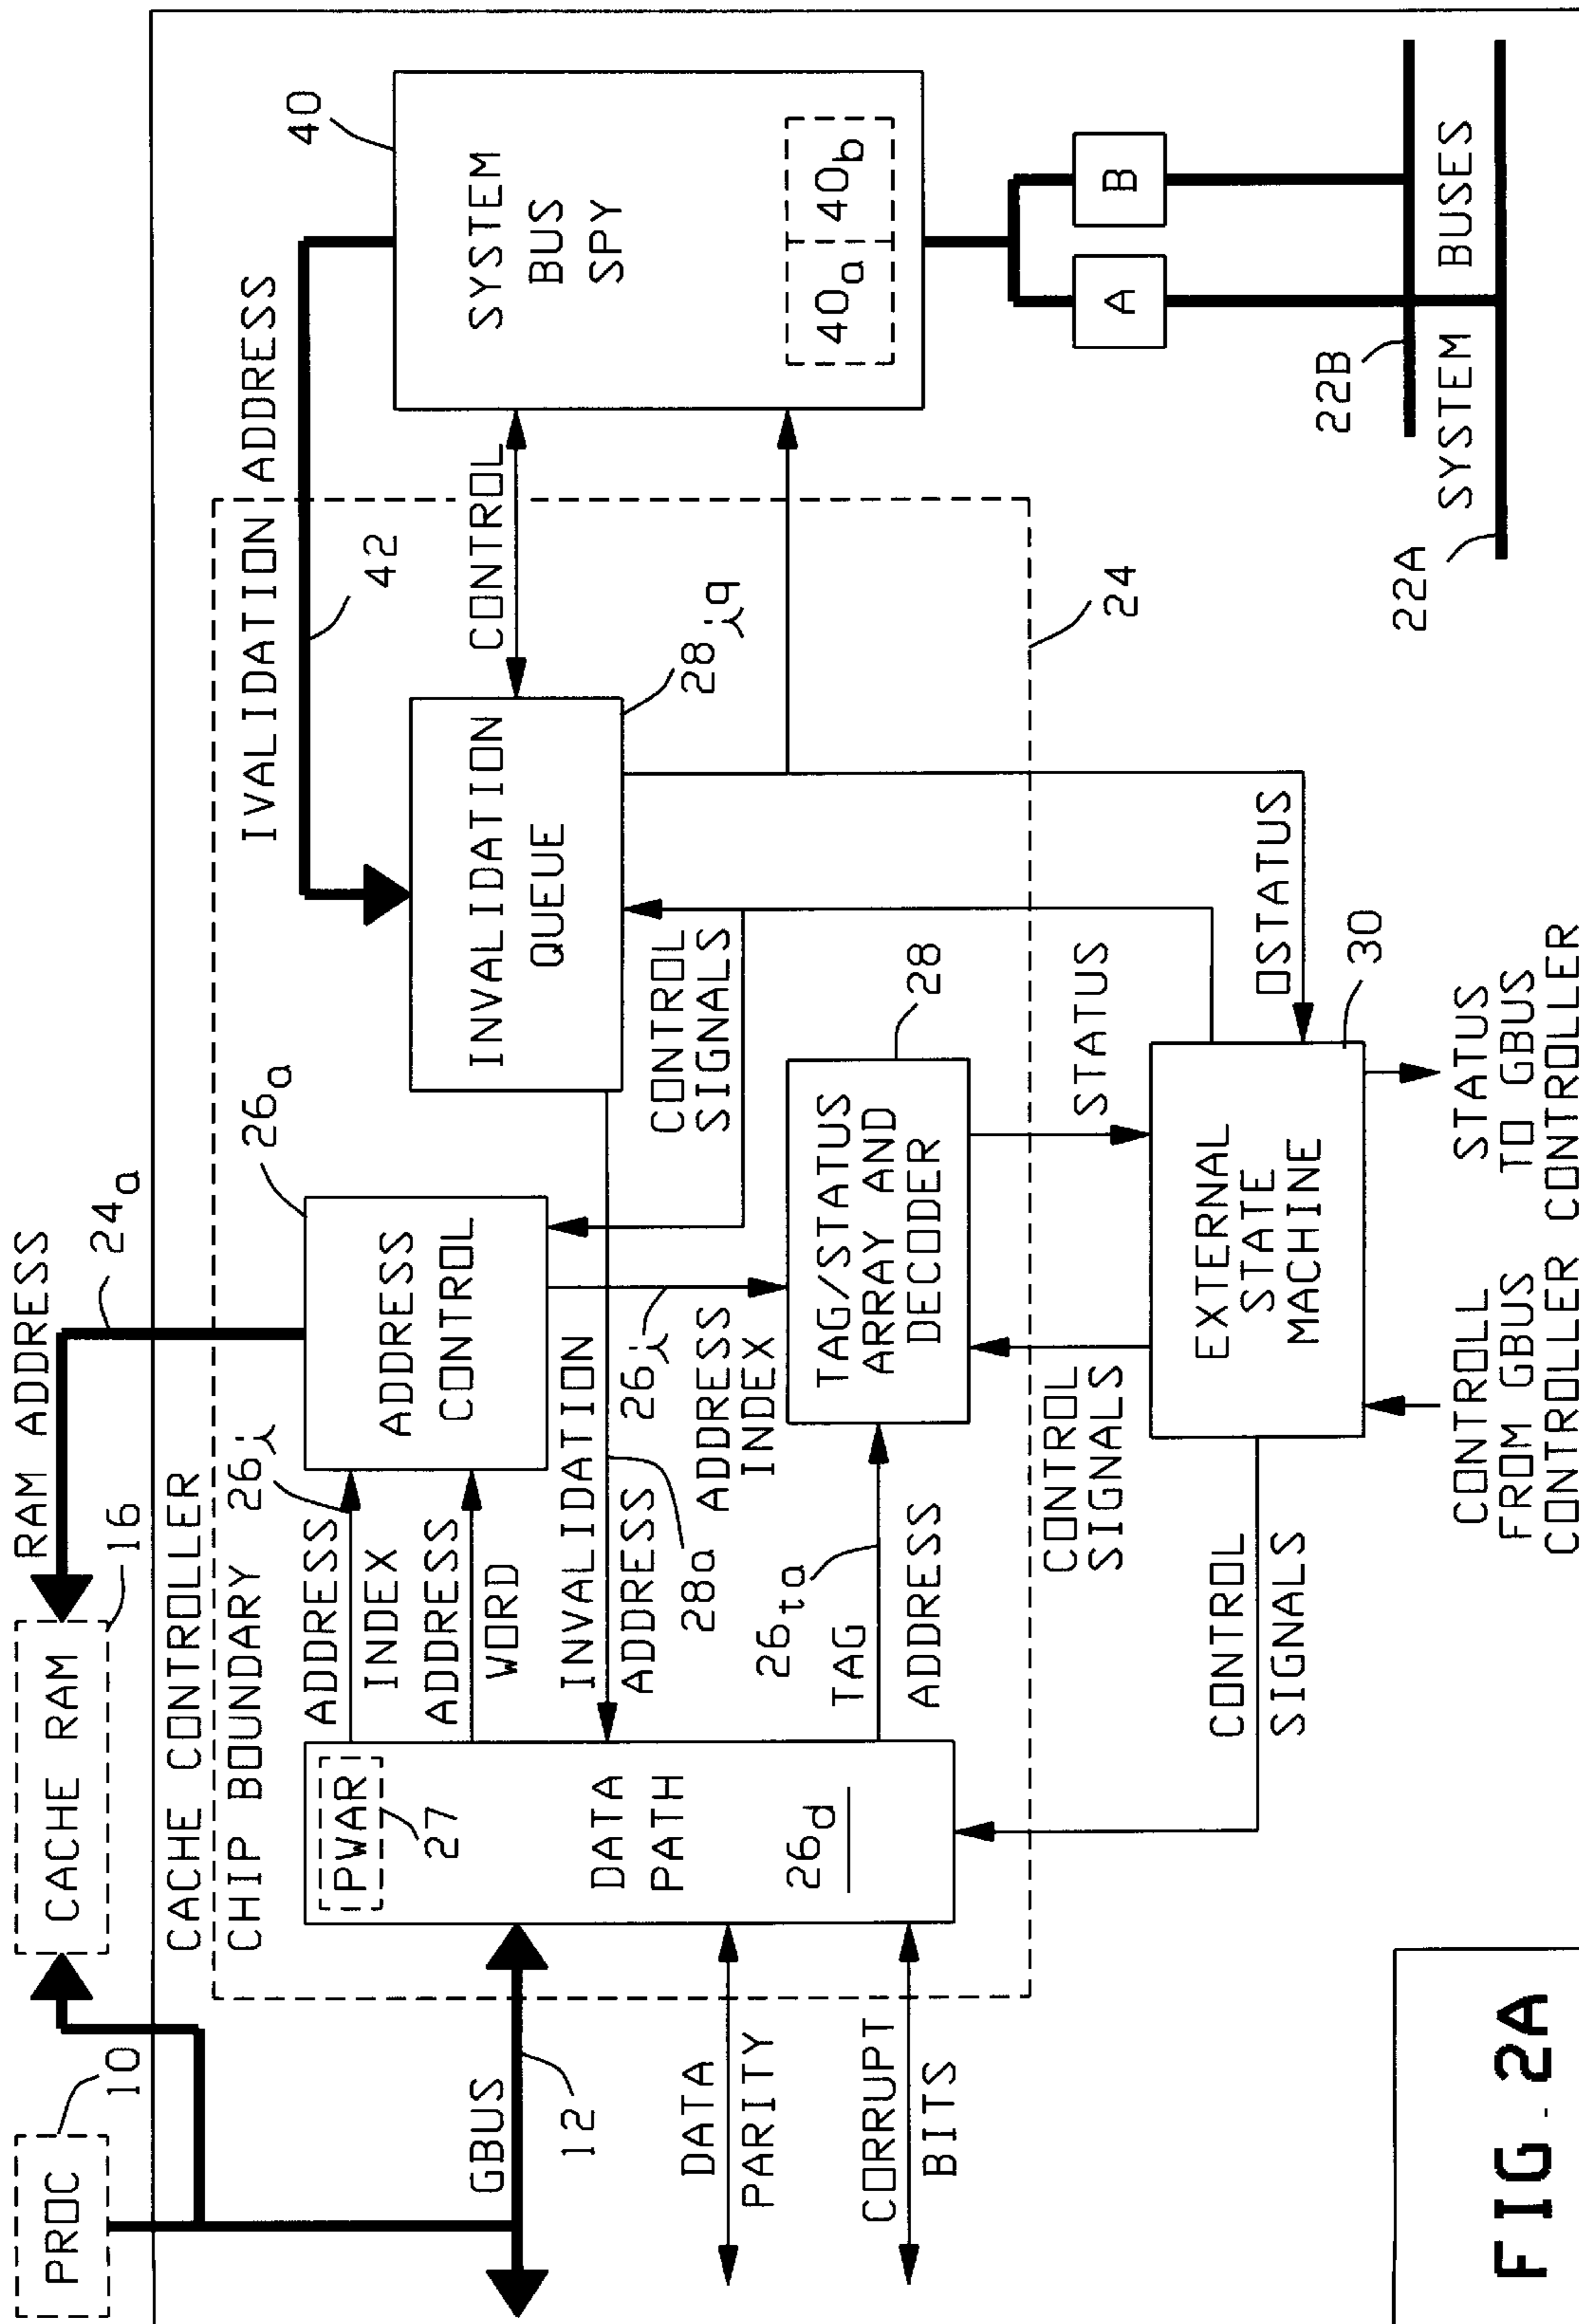 PROC
10
CACHE RAM
16
RAM ADDRESS
24a
CACHE CONTROLLER
CHIP BOUNDARY
IVALIDATION ADDRESS
42
GBUS
12
DATA
PARITY
CORRUPT
BITS
PWAR
27
DATA
PATH
26d
ADDRESS
INDEX
26i
ADDRESS
WORD
INVALIDATION
ADDRESS
28a
26ta
TAG
ADDRESS
ADDRESS
CONTROL
26a
26i
ADDRESS
INDEX
CONTROL
SIGNALS
INVALIDATION
QUEUE
28iq
CONTROL
TAG/STATUS
ARRAY AND
DECODER
28
24
SYSTEM
BUS
SPY
40
40a
40b
A
B
22B
22A
SYSTEM BUSES
CONTROL
SIGNALS
CONTROL
SIGNALS
STATUS
OSTATUS
EXTERNAL
STATE
MACHINE
30
CONTROLL
FROM GBUS
CONTROLLER
STATUS
TO GBUS
CONTROLLER
FIG. 2A